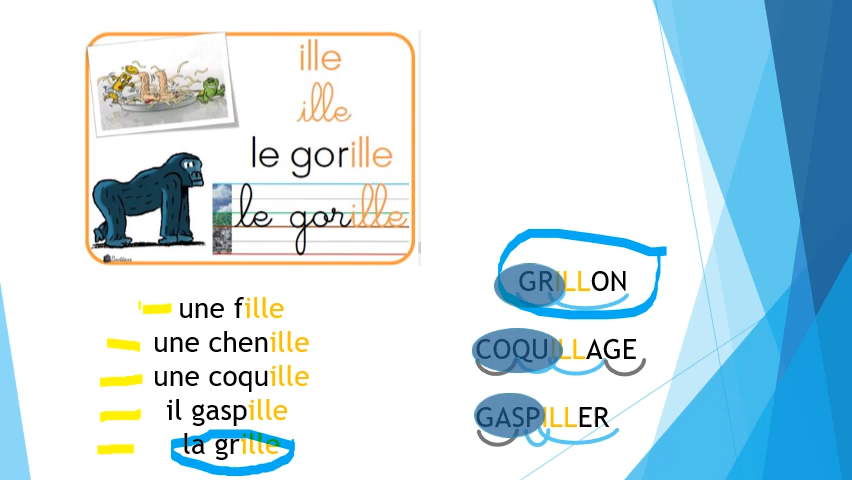 ille
ille
le gorille
le gorille
une fille
une chenille
une coquille
il gaspille
la grille
GRILLON
COQUILLAGE
GASPILLER